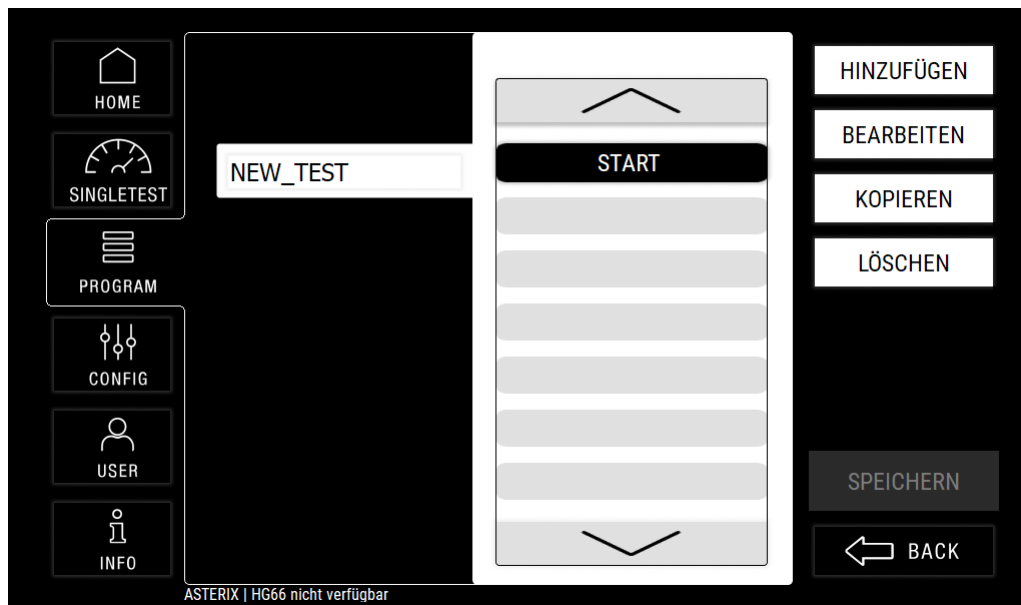 HOME
SINGLETEST
PROGRAM
CONFIG
USER
INFO
NEW_TEST
START
HINZUFÜGEN
BEARBEITEN
KOPIEREN
LÖSCHEN
SPEICHERN
BACK
ASTERIX | HG66 nicht verfügbar